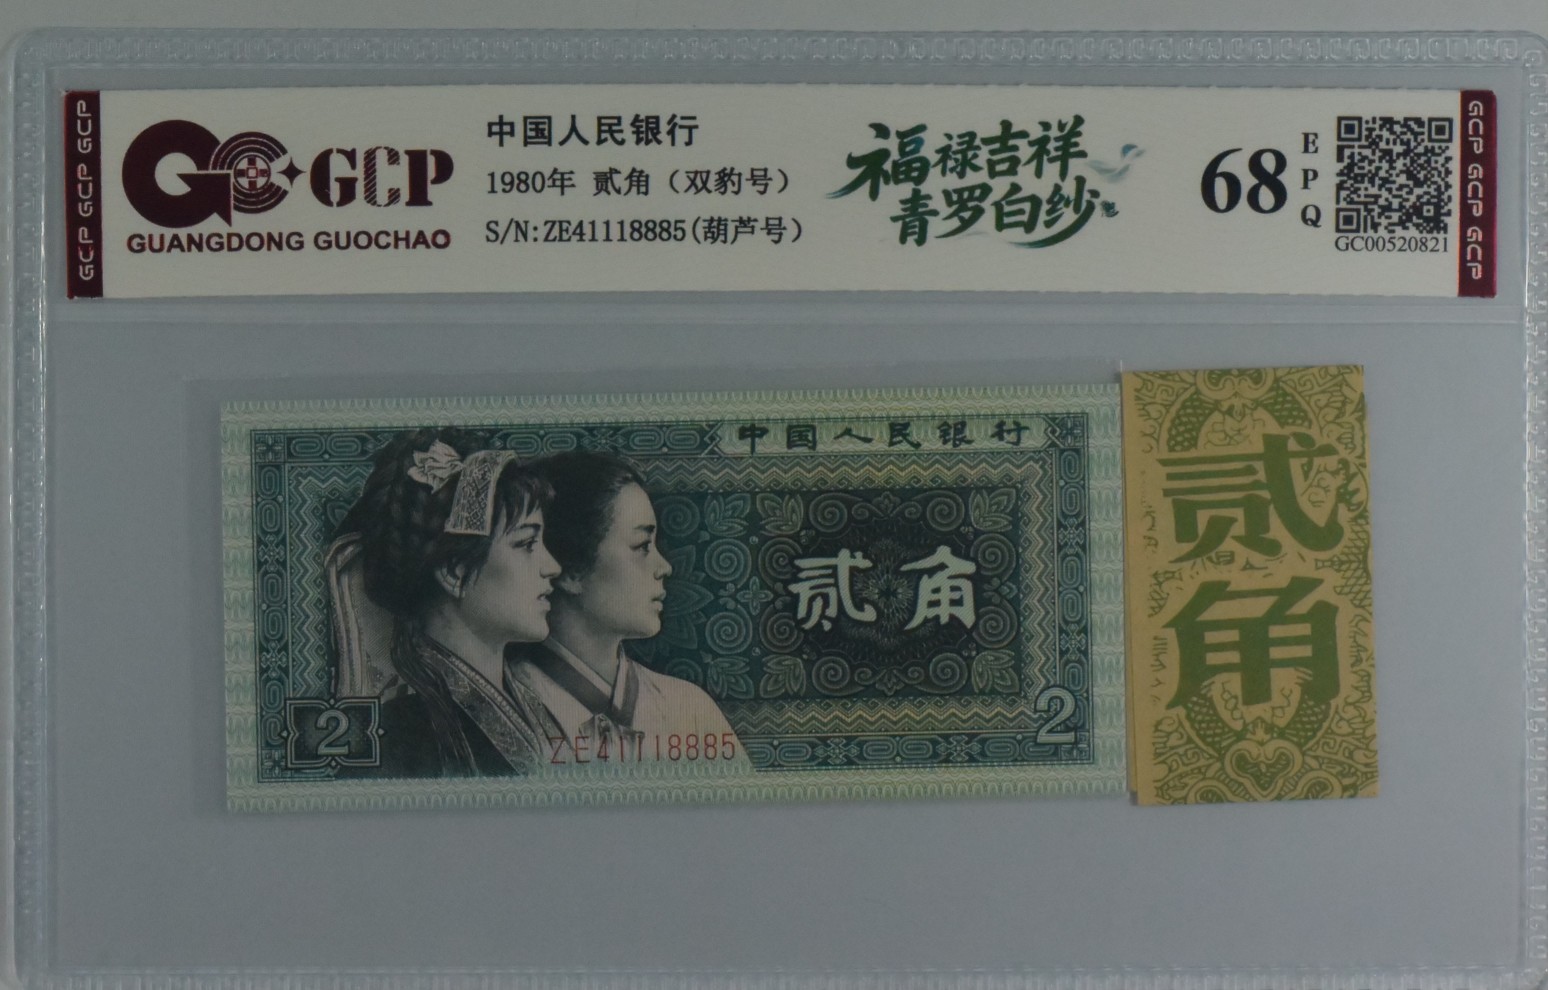 GCP GCP GCP
GCP
GUANGDONG GUOCHAO
中国人民银行
1980年 贰角（双豹号）
S/N:ZE41118885(葫芦号)
福禄吉祥
青罗白纱
68
EPQ
GC00520821
GCP GCP GCP
中国人民银行
贰角
2
2
ZE41118885
贰角